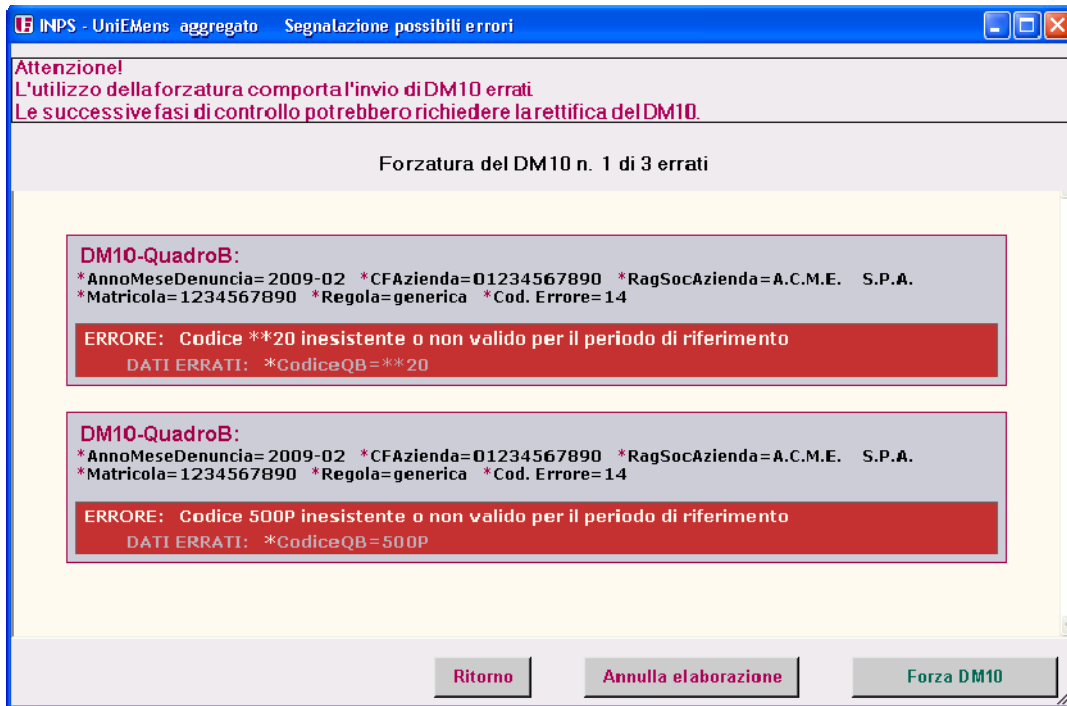 INPS - UniEMens aggregato Segnalazione possibili errori
Attenzione!
L'utilizzo della forzatura comporta l'invio di DM10 errati
Le successive fasi di controllo potrebbero richiedere la rettifica del DM10.
Forzatura del DM10 n. 1 di 3 errati
DM10-QuadroB:
*AnnoMeseDenuncia=2009-02 *CFAzienda=01234567890 *RagSocAzienda=A.C.M.E. S.P.A.
*Matricola=1234567890 *Regola=generica *Cod. Errore=14
ERRORE: Codice **20 inesistente o non valido per il periodo di riferimento
DATI ERRATI: *CodiceQB=**20
DM10-QuadroB:
*AnnoMeseDenuncia=2009-02 *CFAzienda=01234567890 *RagSocAzienda=A.C.M.E. S.P.A.
*Matricola=1234567890 *Regola=generica *Cod. Errore=14
ERRORE: Codice 500P inesistente o non valido per il periodo di riferimento
DATI ERRATI: *CodiceQB=500P
Ritorno Annulla elaborazione Forza DM10